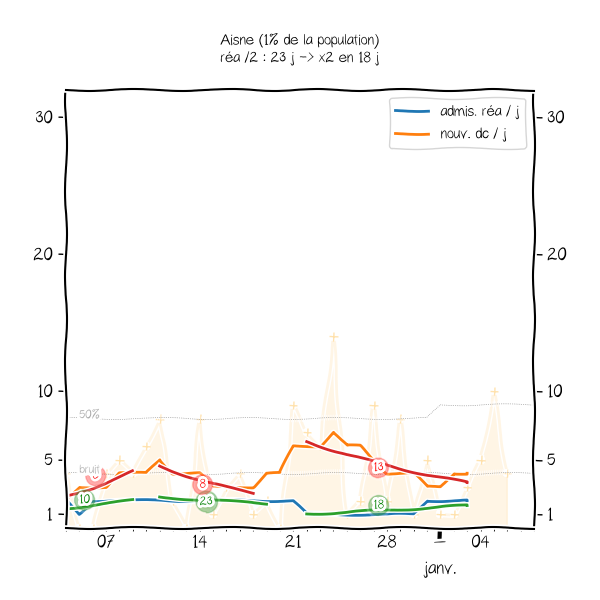 Aisne (1% de la population)
réa /2 : 23 j -> x2 en 18 j
admis. réa / j
nouv. dc / j
30 30
20 20
10 10
50%
5 5
bruit
13
8
10
23
18
1 1
07 14 21 28 04
janv.